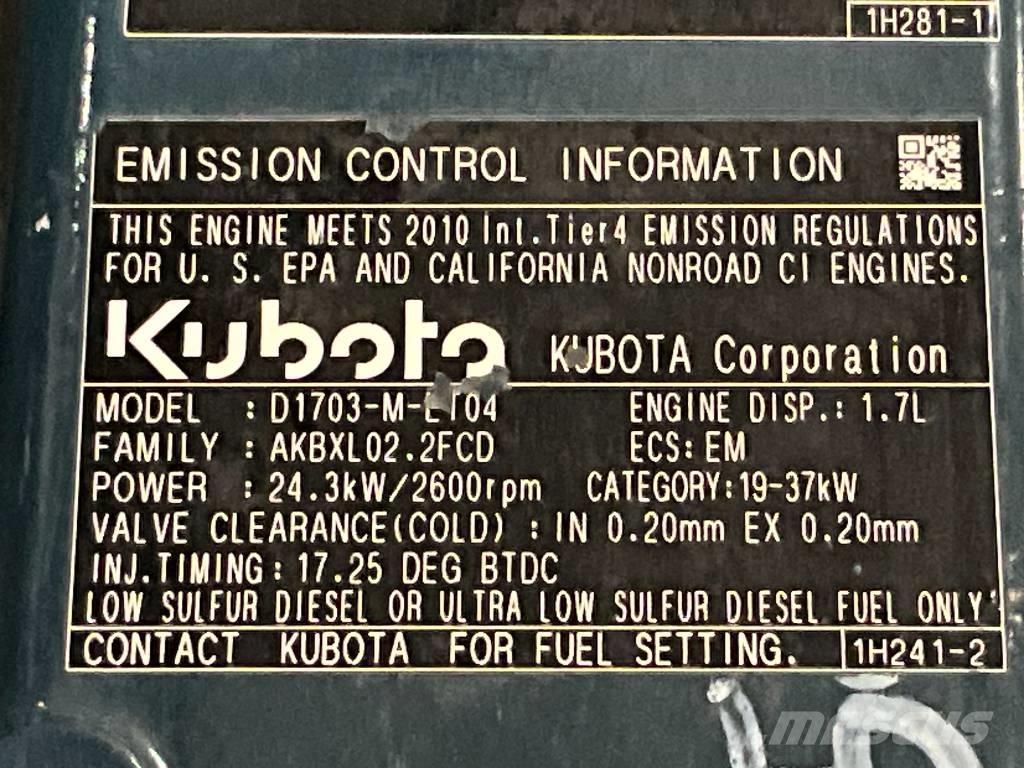 1H281-1
EMISSION CONTROL INFORMATION
THIS ENGINE MEETS 2010 Int.Tier4 EMISSION REGULATIONS
FOR U. S. EPA AND CALIFORNIA NONROAD CI ENGINES.
Kubota KUBOTA Corporation
MODEL : D1703-M-ET04 ENGINE DISP.: 1.7L
FAMILY : AKBXL02.2FCD ECS: EM
POWER : 24.3kW/2600rpm CATEGORY:19-37kW
VALVE CLEARANCE(COLD) : IN 0.20mm EX 0.20mm
INJ.TIMING: 17.25 DEG BTDC
LOW SULFUR DIESEL OR ULTRA LOW SULFUR DIESEL FUEL ONLY
CONTACT KUBOTA FOR FUEL SETTING. 1H241-2
MASCUS